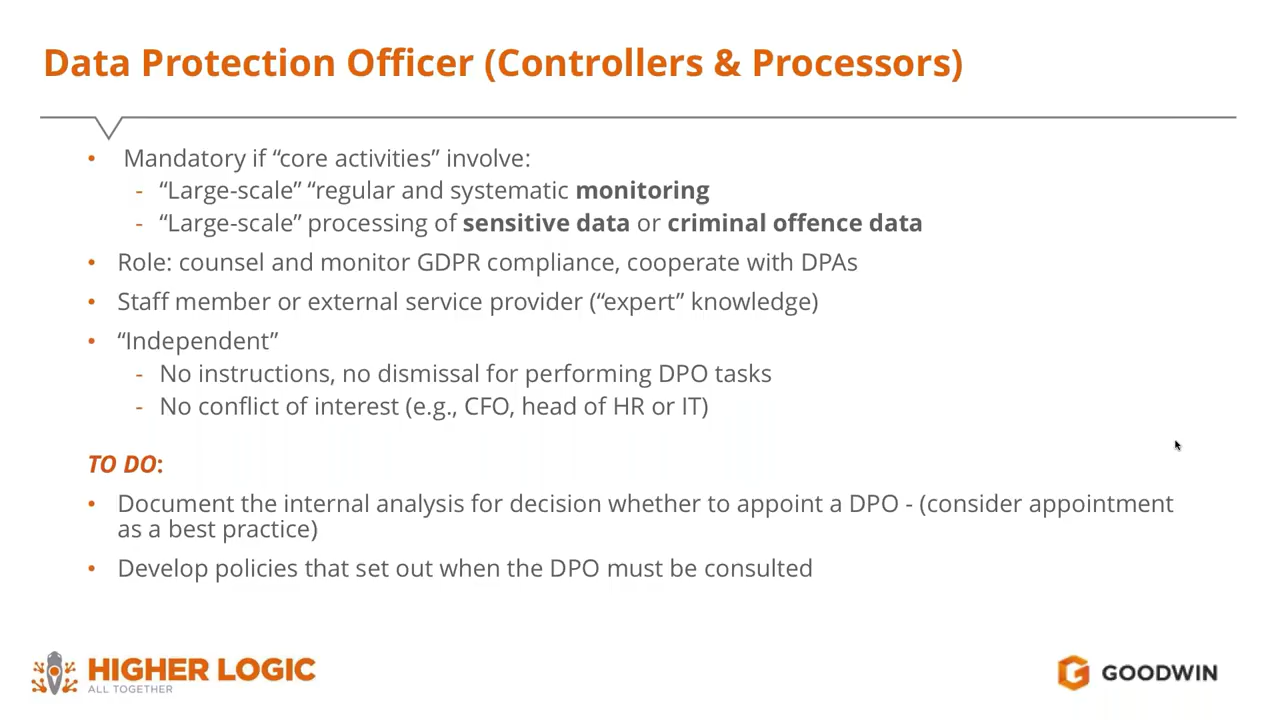 Data Protection Officer (Controllers & Processors)
• Mandatory if “core activities” involve:
- “Large-scale” “regular and systematic monitoring
- “Large-scale” processing of sensitive data or criminal offence data
• Role: counsel and monitor GDPR compliance, cooperate with DPAs
• Staff member or external service provider (“expert” knowledge)
• “Independent”
- No instructions, no dismissal for performing DPO tasks
- No conflict of interest (e.g., CFO, head of HR or IT)
TO DO:
• Document the internal analysis for decision whether to appoint a DPO - (consider appointment
as a best practice)
• Develop policies that set out when the DPO must be consulted
HIGHER LOGIC
ALL TOGETHER
GOODWIN